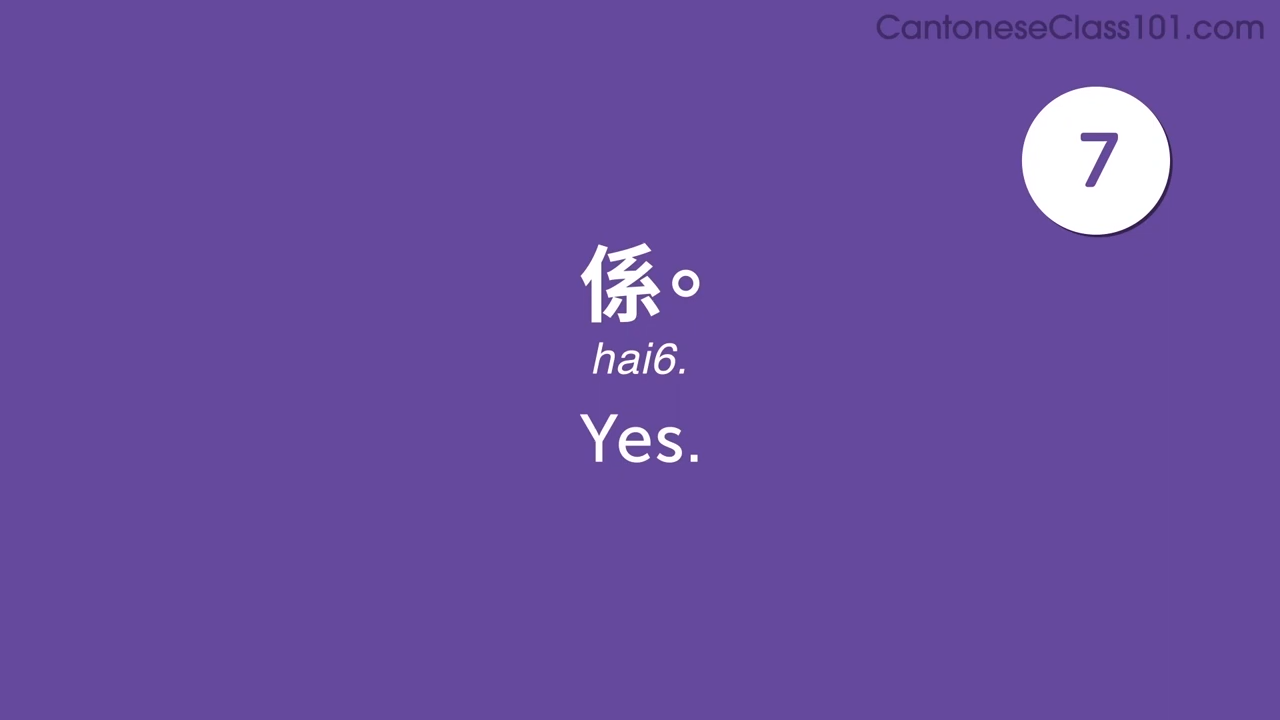 CantoneseClass101.com
7
係。
hai6.
Yes.